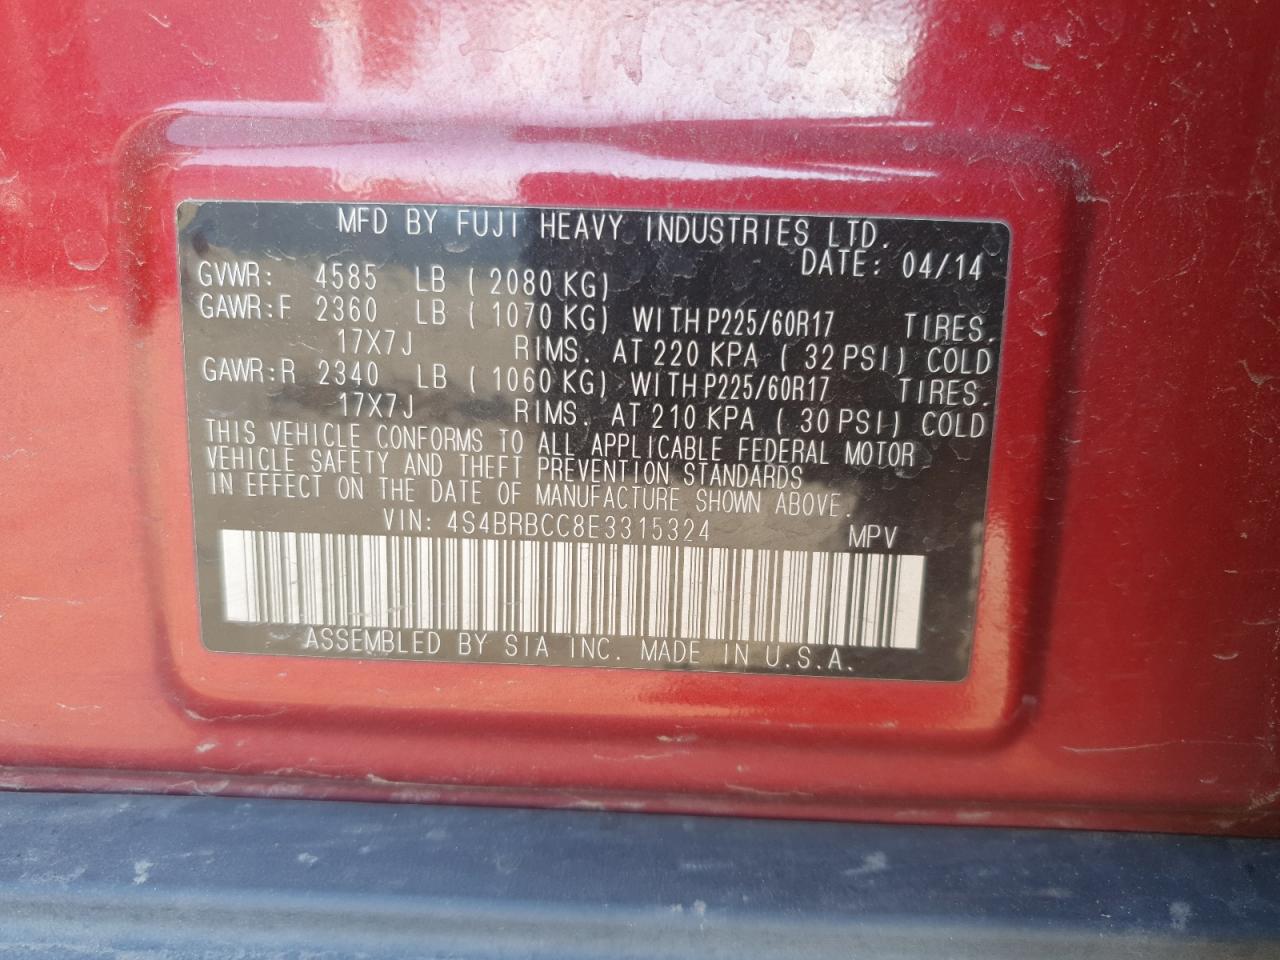 MFD BY FUJI HEAVY INDUSTRIES LTD.
DATE: 04/14
GVWR: 4585 LB ( 2080 KG)
GAWR:F 2360 LB ( 1070 KG) WITH P225/60R17 TIRES.
17X7J RIMS. AT 220 KPA ( 32 PSI) COLD
GAWR:R 2340 LB ( 1060 KG) WITH P225/60R17 TIRES.
17X7J RIMS. AT 210 KPA ( 30 PSI) COLD
THIS VEHICLE CONFORMS TO ALL APPLICABLE FEDERAL MOTOR
VEHICLE SAFETY AND THEFT PREVENTION STANDARDS
IN EFFECT ON THE DATE OF MANUFACTURE SHOWN ABOVE.
VIN: 4S4BRBCC8E3315324 MPV
ASSEMBLED BY SIA INC. MADE IN U.S.A.